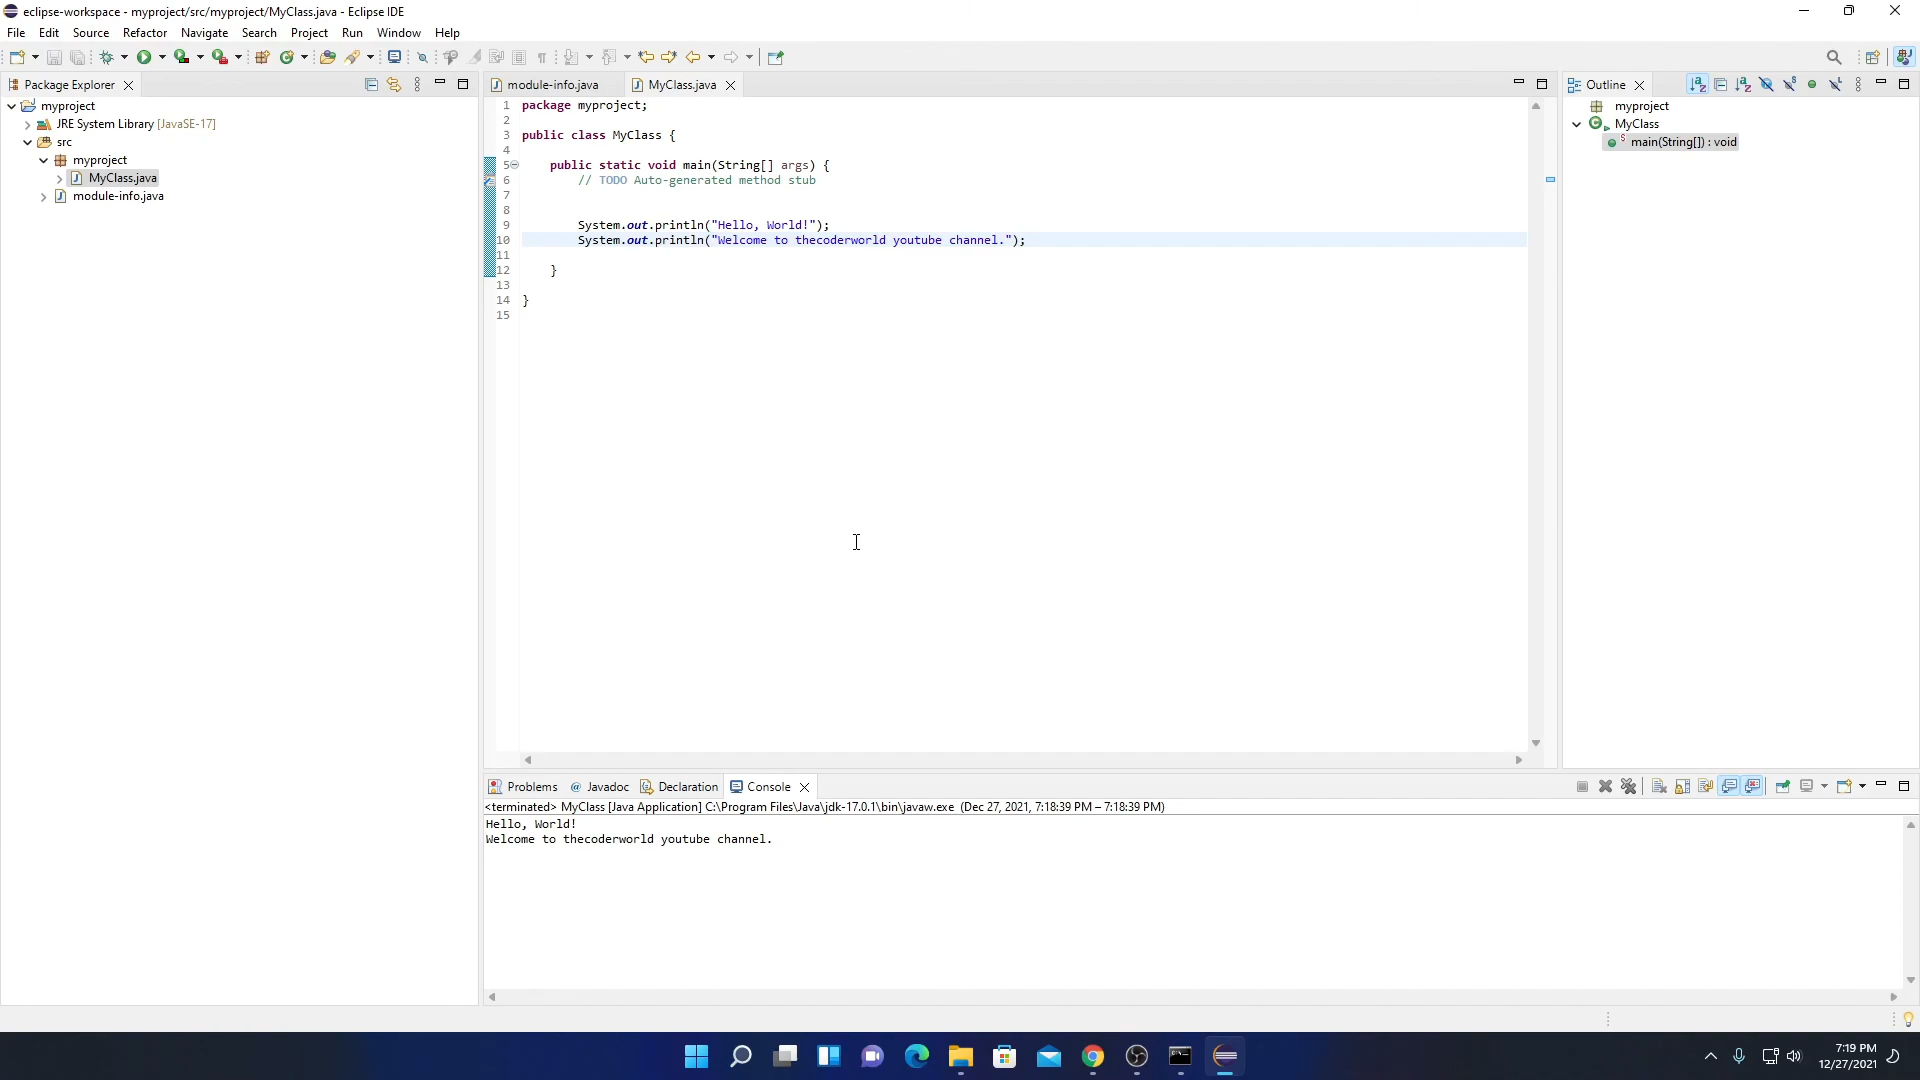 eclipse-workspace - myproject/src/myproject/MyClass.java - Eclipse IDE
File Edit Source Refactor Navigate Search Project Run Window Help
Package Explorer
myproject
JRE System Library [JavaSE-17]
src
myproject
MyClass.java
module-info.java
module-info.java MyClass.java
1 package myproject;
2
3 public class MyClass {
4
5 public static void main(String[] args) {
6 // TODO Auto-generated method stub
7
8
9 System.out.println("Hello, World!");
10 System.out.println("Welcome to thecoderworld youtube channel.");
11
12 }
13
14 }
15
Outline
myproject
MyClass
main(String[]) : void
Problems @ Javadoc Declaration Console
<terminated> MyClass [Java Application] C:\Program Files\Java\jdk-17.0.1\bin\javaw.exe (Dec 27, 2021, 7:18:39 PM – 7:18:39 PM)
Hello, World!
Welcome to thecoderworld youtube channel.
7:19 PM
12/27/2021